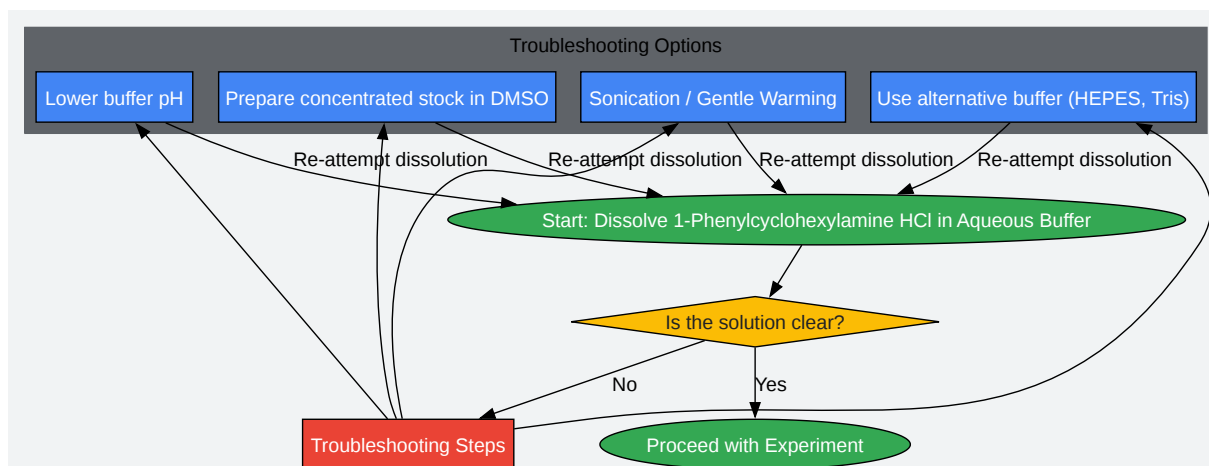 Troubleshooting Options
Lower buffer pH
Prepare concentrated stock in DMSO
Sonication / Gentle Warming
Use alternative buffer (HEPES, Tris)
Re-attempt dissolution
Re-attempt dissolution
Re-attempt dissolution
Re-attempt dissolution
Start: Dissolve 1-Phenylcyclohexylamine HCl in Aqueous Buffer
Is the solution clear?
No
Yes
Troubleshooting Steps
Proceed with Experiment